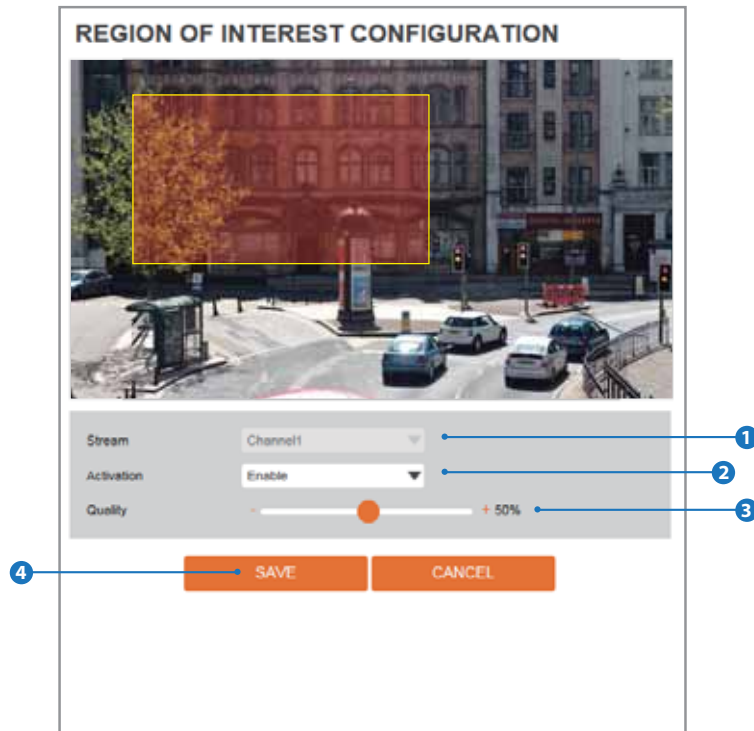 REGION OF INTEREST CONFIGURATION
Stream Channel1 1
Activation Enable 2
Quality - + 50% 3
4 SAVE CANCEL